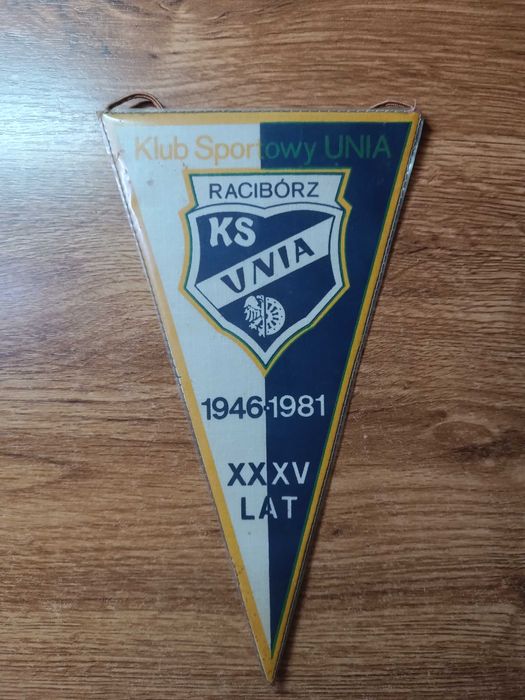 Klub Sportowy UNIA
RACIBÓRZ
KS
UNIA
1946-1981
XXXV
LAT